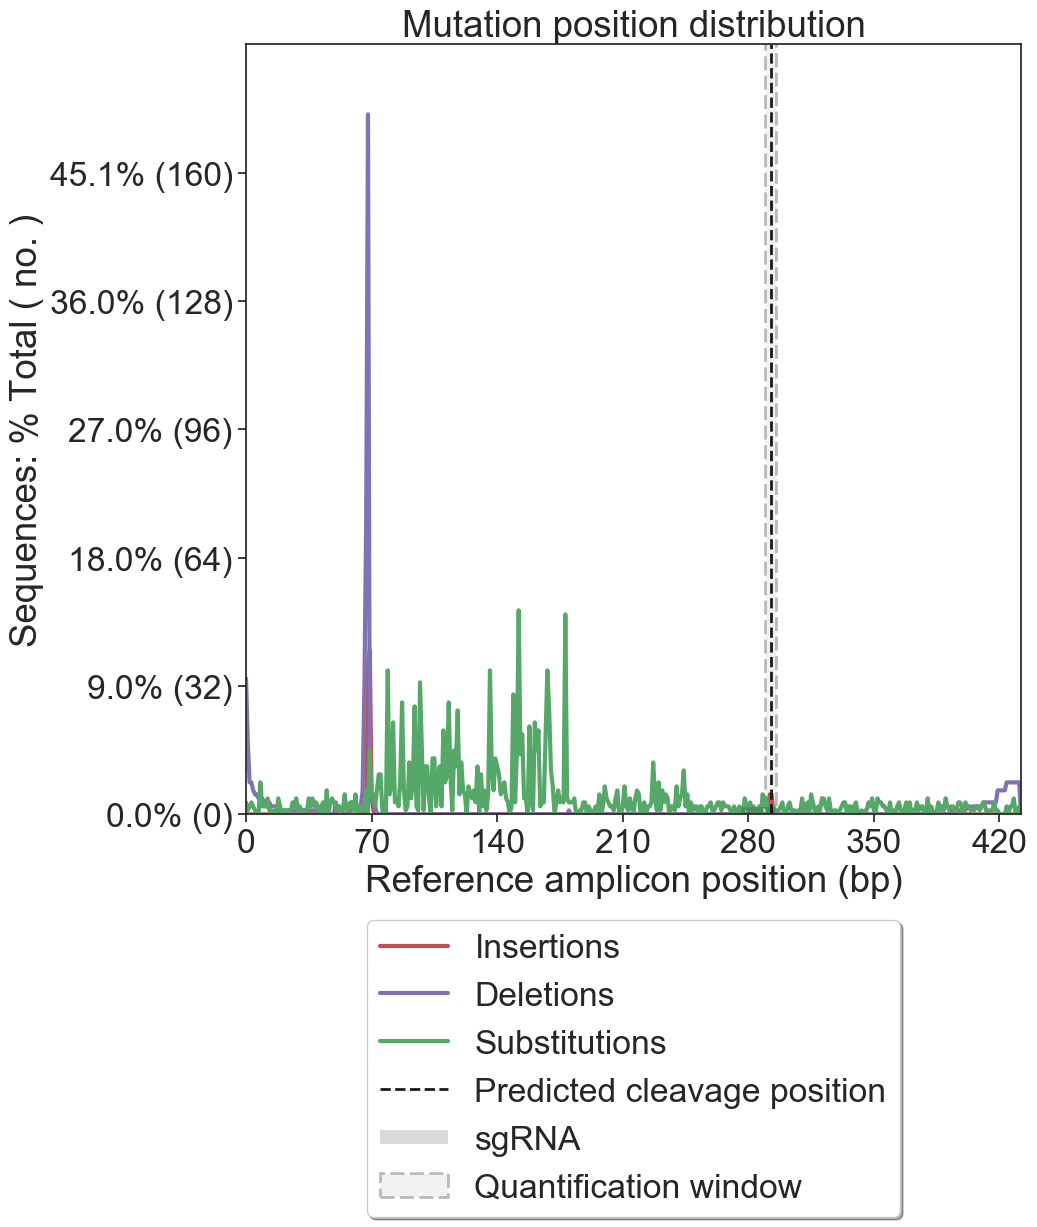 Mutation position distribution
Sequences: % Total ( no. )
45.1% (160)
36.0% (128)
27.0% (96)
18.0% (64)
9.0% (32)
0.0% (0)
0 70 140 210 280 350 420
Reference amplicon position (bp)
Insertions
Deletions
Substitutions
Predicted cleavage position
sgRNA
Quantification window